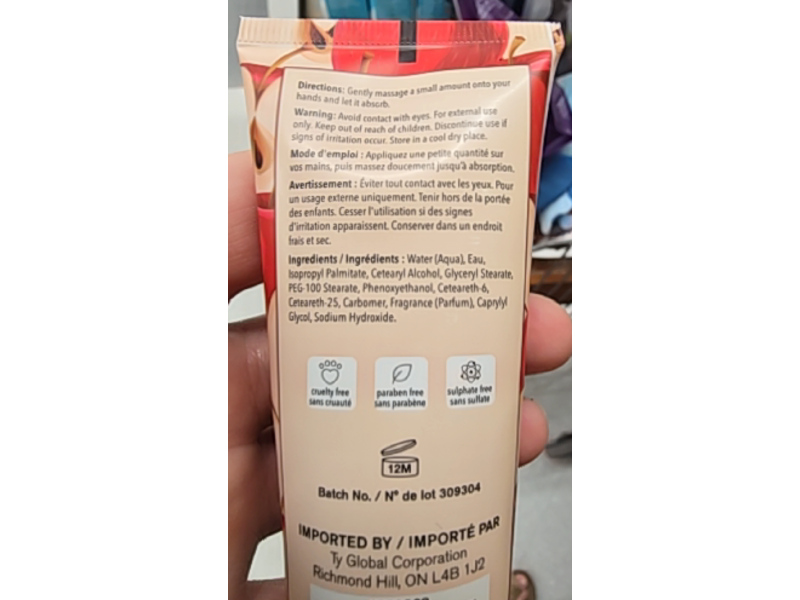 Directions: Gently massage a small amount onto your
hands and let it absorb.
Warning: Avoid contact with eyes. For external use
only. Keep out of reach of children. Discontinue use if
signs of irritation occur. Store in a cool dry place.
Mode d'emploi : Appliquez une petite quantité sur
vos mains, puis massez doucement jusqu'à absorption.
Avertissement : Éviter tout contact avec les yeux. Pour
un usage externe uniquement. Tenir hors de la portée
des enfants. Cesser l'utilisation si des signes
d'irritation apparaissent. Conserver dans un endroit
frais et sec.
Ingredients / Ingrédients : Water (Aqua), Eau,
Isopropyl Palmitate, Cetearyl Alcohol, Glyceryl Stearate,
PEG-100 Stearate, Phenoxyethanol, Ceteareth-6,
Ceteareth-25, Carbomer, Fragrance (Parfum), Caprylyl
Glycol, Sodium Hydroxide.
cruelty free
sans cruauté
paraben free
sans parabène
sulphate free
sans sulfate
12M
Batch No. / N° de lot 309304
IMPORTED BY / IMPORTÉ PAR
Ty Global Corporation
Richmond Hill, ON L4B 1J2